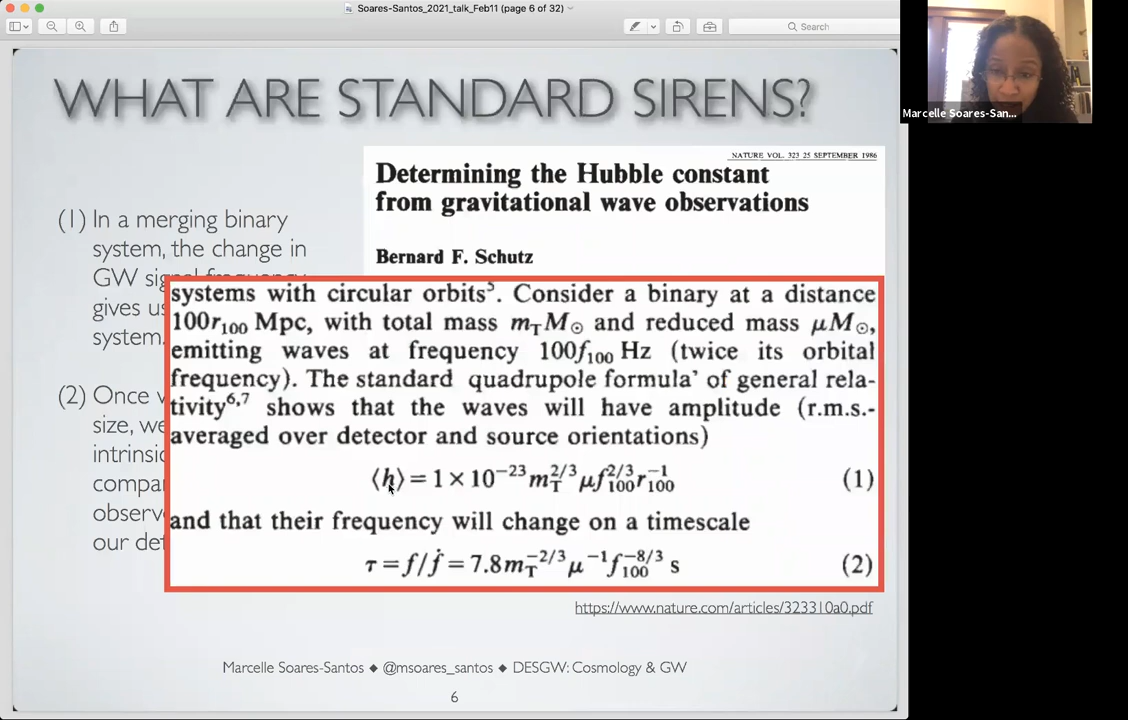 Soares-Santos_2021_talk_Feb11 (page 6 of 32)
Search
Marcelle Soares-San...
WHAT ARE STANDARD SIRENS?
NATURE VOL. 323 25 SEPTEMBER 1986
Determining the Hubble constant
from gravitational wave observations
Bernard F. Schutz
(1) In a merging binary
system, the change in
GW signal frequency
gives us
system.
(2) Once
size, we
intrinsic
compa
observ
our de
systems with circular orbits⁵. Consider a binary at a distance
100r₁₀₀ Mpc, with total mass m_T M_⊙ and reduced mass μM_⊙,
emitting waves at frequency 100f₁₀₀ Hz (twice its orbital
frequency). The standard quadrupole formula' of general rela-
tivity⁶,⁷ shows that the waves will have amplitude (r.m.s.-
averaged over detector and source orientations)
⟨h⟩ = 1 × 10⁻²³ m_T^{2/3} μ f₁₀₀^{2/3} r₁₀₀^{-1} (1)
and that their frequency will change on a timescale
τ = f/ḟ = 7.8 m_T^{-2/3} μ⁻¹ f₁₀₀^{-8/3} s (2)
https://www.nature.com/articles/323310a0.pdf
Marcelle Soares-Santos ◆ @msoares_santos ◆ DESGW: Cosmology & GW
6